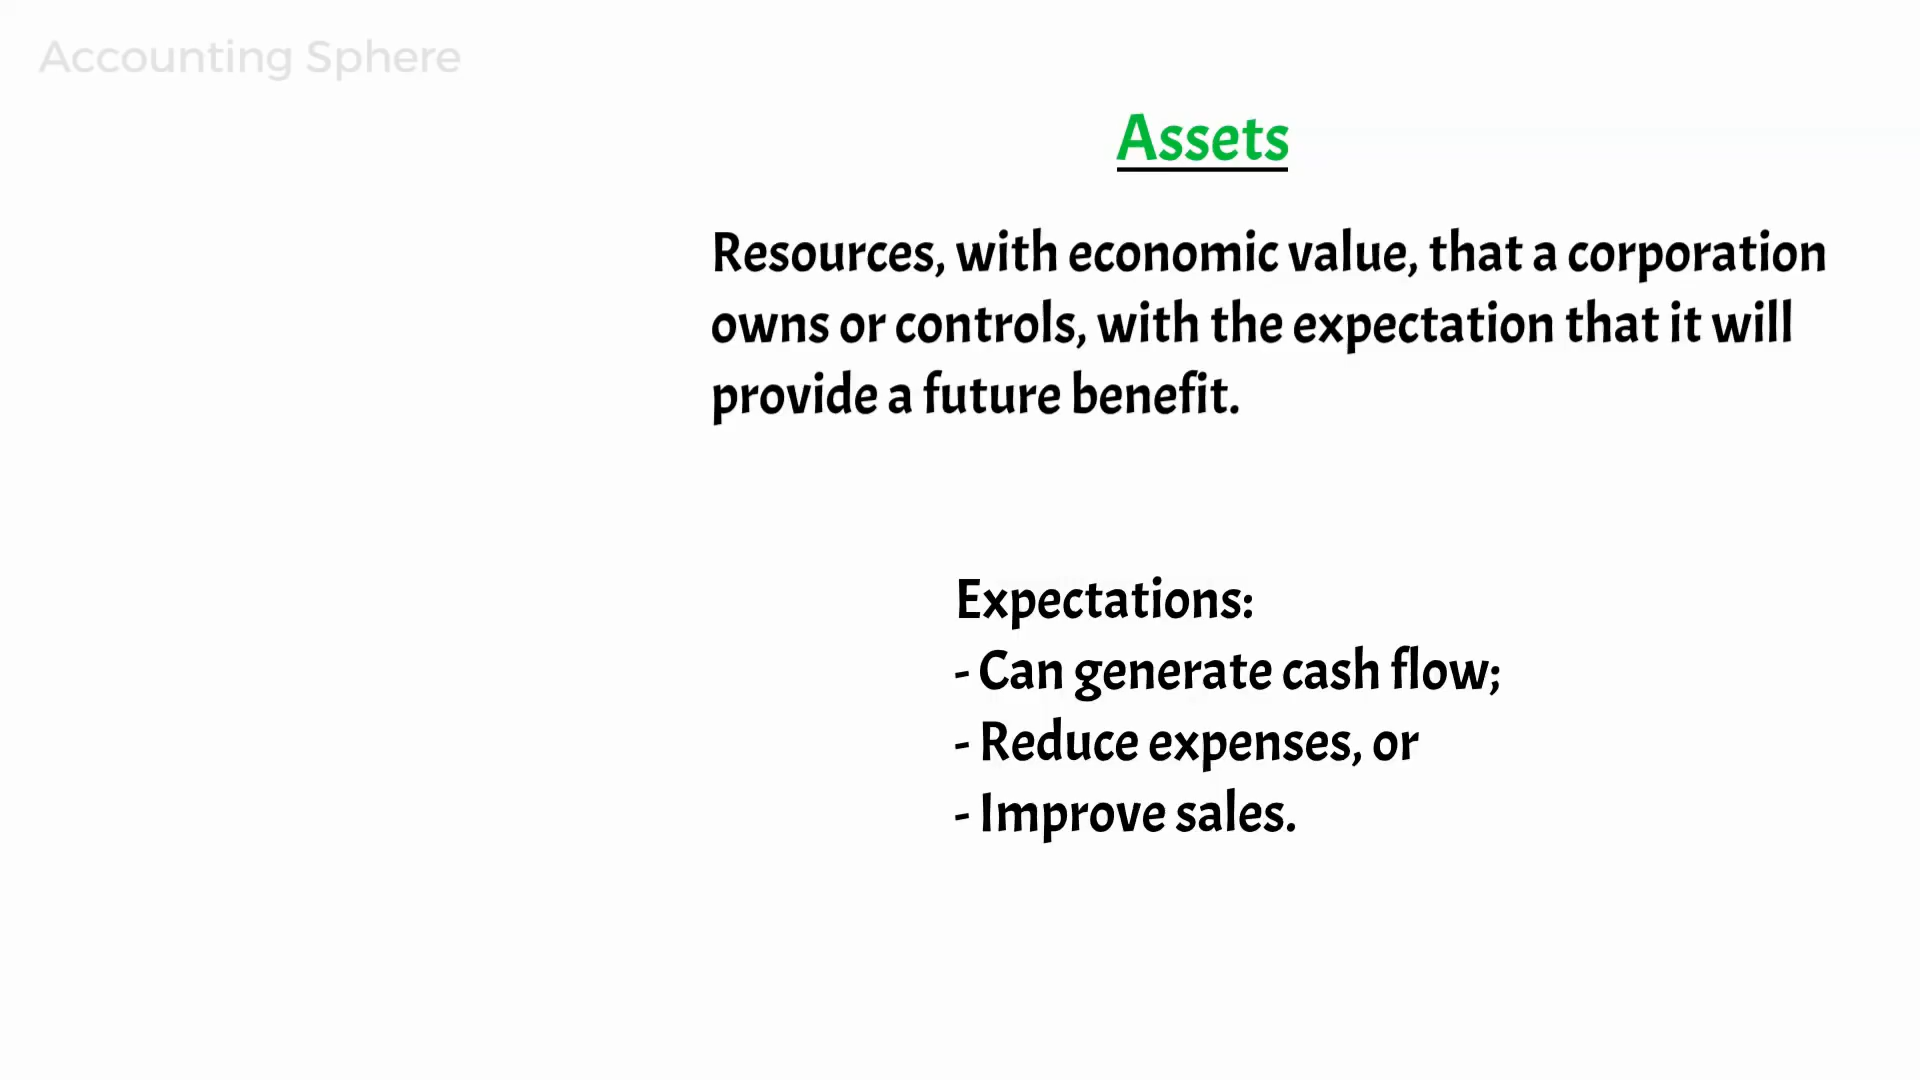 Accounting Sphere
Assets
Resources, with economic value, that a corporation
owns or controls, with the expectation that it will
provide a future benefit.
Expectations:
- Can generate cash flow;
- Reduce expenses, or
- Improve sales.